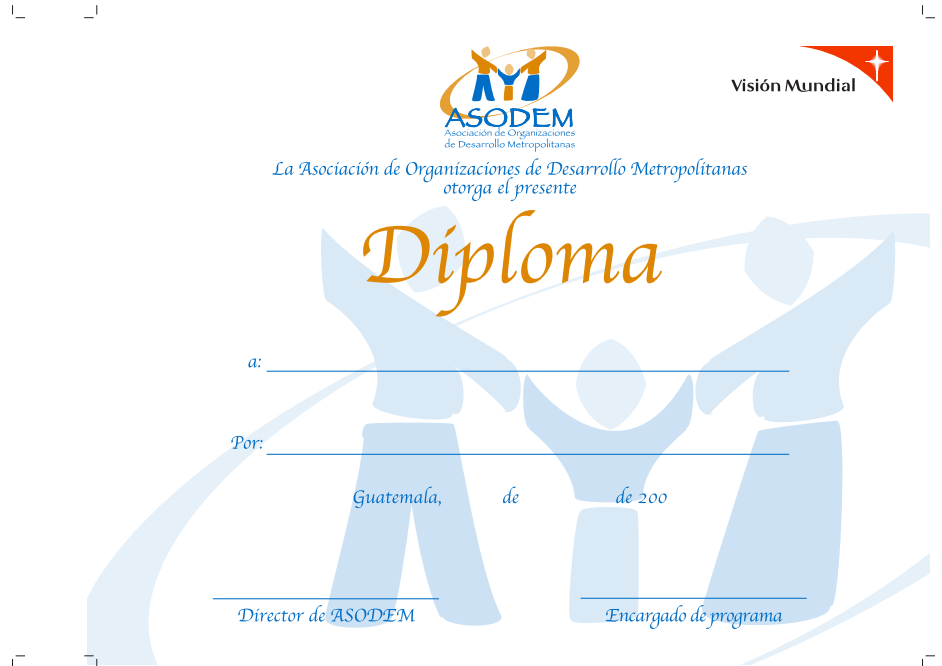 ASODEM
Asociación de Organizaciones
de Desarrollo Metropolitanas
Visión Mundial
La Asociación de Organizaciones de Desarrollo Metropolitanas
otorga el presente
Diploma
a:
Por:
Guatemala, de de 200
Director de ASODEM
Encargado de programa